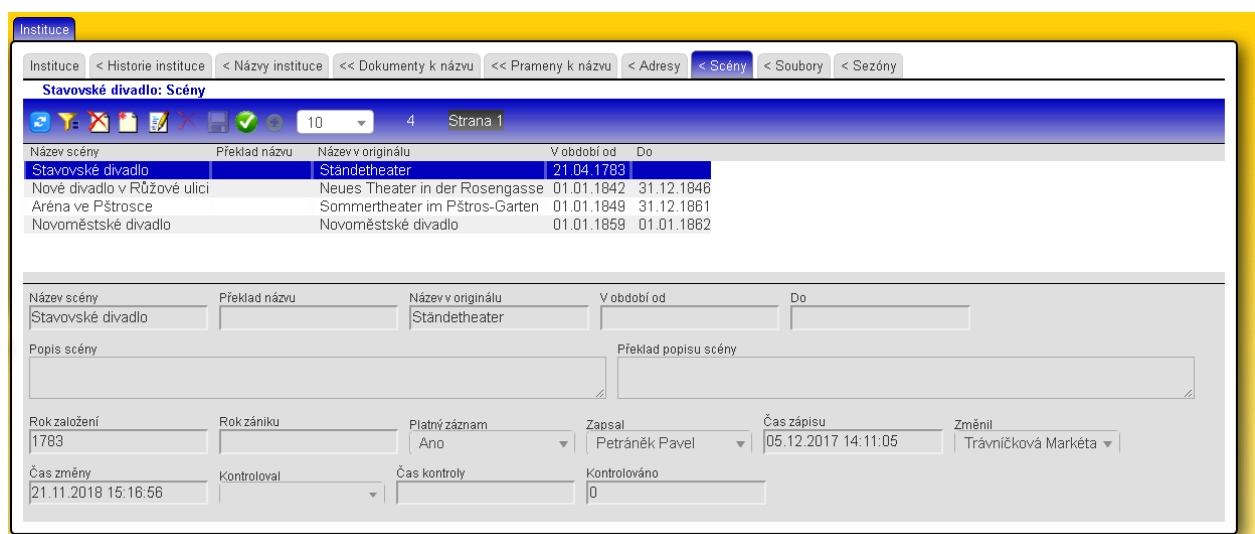 Instituce
Instituce < Historie instituce < Názvy instituce << Dokumenty k názvu << Prameny k názvu < Adresy < Scény < Soubory < Sezóny
Stavovské divadlo: Scény
10 4 Strana 1
Název scény Překlad názvu Název v originálu V období od Do
Stavovské divadlo Ständetheater 21.04.1783
Nové divadlo v Růžové ulici Neues Theater in der Rosengasse 01.01.1842 31.12.1846
Aréna ve Pštrosce Sommertheater im Pštros-Garten 01.01.1849 31.12.1861
Novoměstské divadlo Novoměstské divadlo 01.01.1859 01.01.1862
Název scény Překlad názvu Název v originálu V období od Do
Stavovské divadlo Ständetheater
Popis scény Překlad popisu scény
Rok založení Rok zániku Platný záznam Zapsal Čas zápisu Změnil
1783 Ano Petráněk Pavel 05.12.2017 14:11:05 Trávníčková Markéta
Čas změny Kontroloval Čas kontroly Kontrolováno
21.11.2018 15:16:56 0